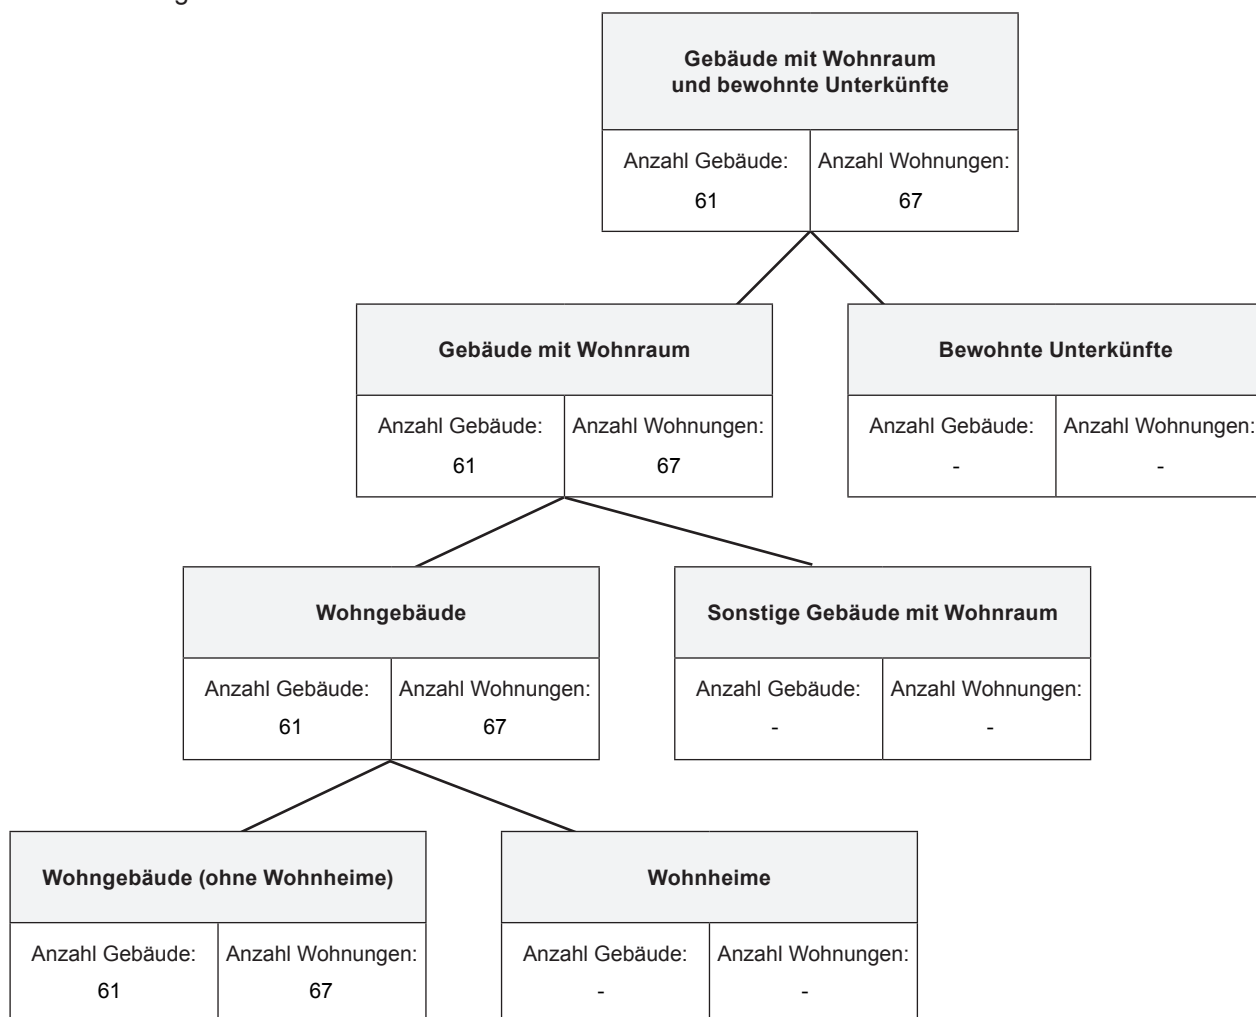 Gebäude mit Wohnraum
und bewohnte Unterkünfte
Anzahl Gebäude: Anzahl Wohnungen:
61 67
Gebäude mit Wohnraum Bewohnte Unterkünfte
Anzahl Gebäude: Anzahl Wohnungen: Anzahl Gebäude: Anzahl Wohnungen:
61 67 - -
Wohngebäude Sonstige Gebäude mit Wohnraum
Anzahl Gebäude: Anzahl Wohnungen: Anzahl Gebäude: Anzahl Wohnungen:
61 67 - -
Wohngebäude (ohne Wohnheime) Wohnheime
Anzahl Gebäude: Anzahl Wohnungen: Anzahl Gebäude: Anzahl Wohnungen:
61 67 - -